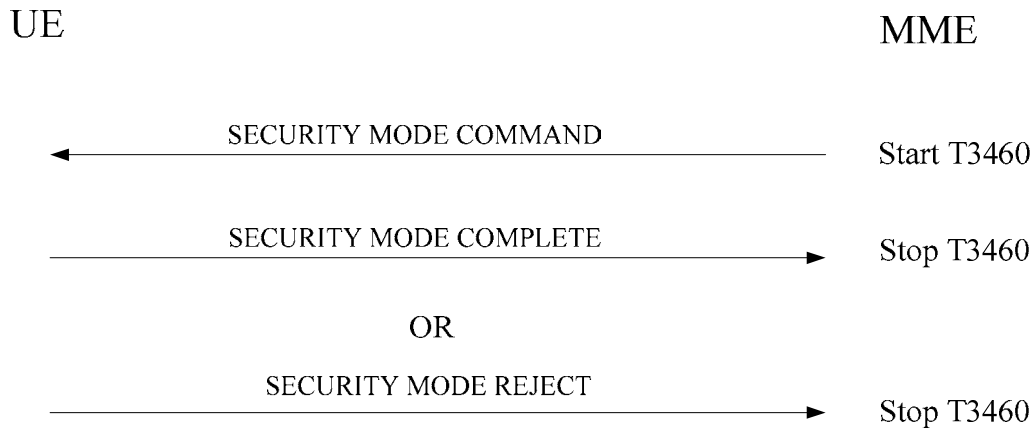 UE
MME
SECURITY MODE COMMAND
Start T3460
SECURITY MODE COMPLETE
Stop T3460
OR
SECURITY MODE REJECT
Stop T3460